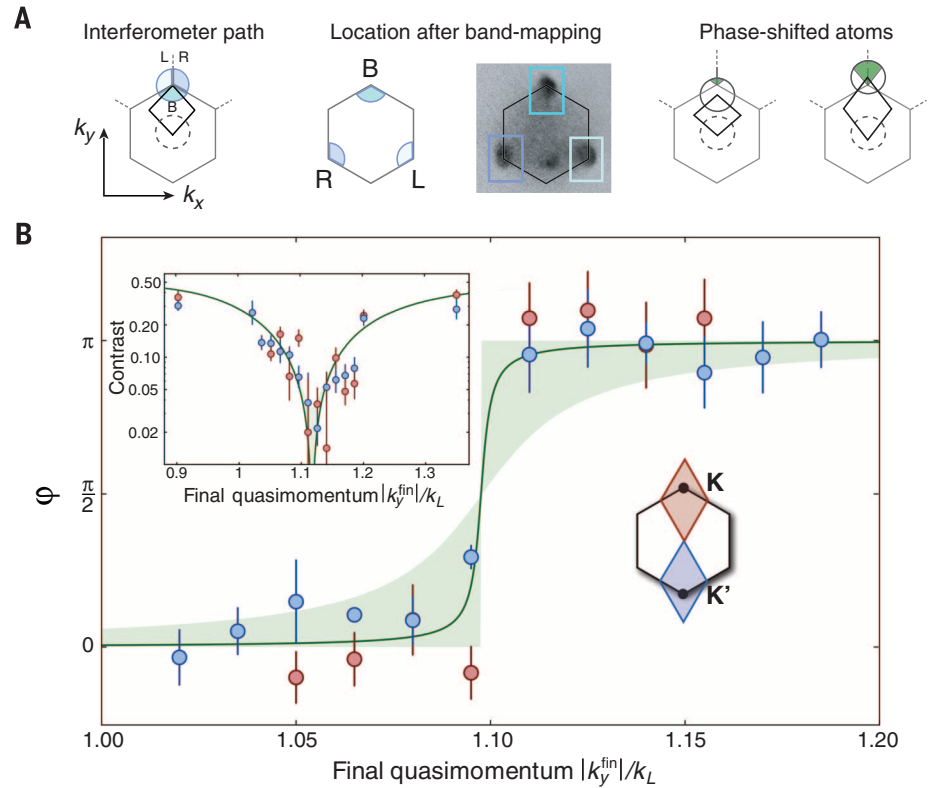 A
Interferometer path
Location after band-mapping
Phase-shifted atoms
L R
B
k_y
k_x
B
R
L
B
Contrast
0.50
0.20
0.10
0.05
0.02
0.9
1
1.1
1.2
1.3
Final quasimomentum |k_y^fin|/k_L
φ
π
π/2
0
K
K'
1.00
1.05
1.10
1.15
1.20
Final quasimomentum |k_y^fin|/k_L